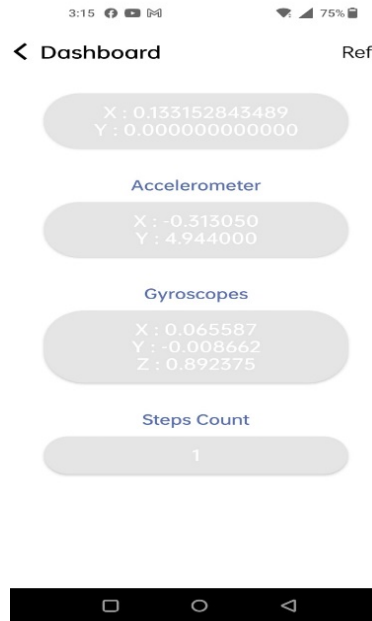 3:15 75%
Dashboard Ref
X : 0.133152843489
Y : 0.000000000000
Accelerometer
X : -0.313050
Y : 4.944000
Gyroscopes
X : 0.065587
Y : -0.008662
Z : 0.892375
Steps Count
1